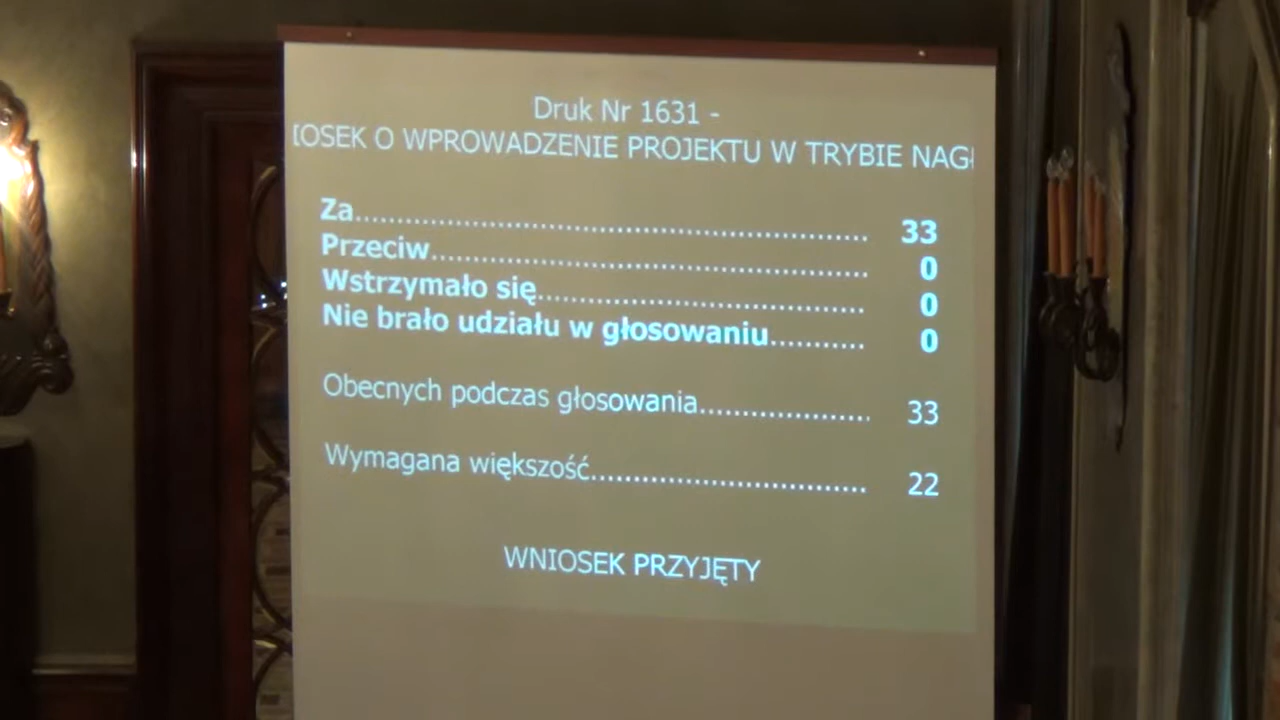 Druk Nr 1631 -
IOSEK O WPROWADZENIE PROJEKTU W TRYBIE NAGŁ
Za............................................................ 33
Przeciw.................................................... 0
Wstrzymało się....................................... 0
Nie brało udziału w głosowaniu........... 0
Obecnych podczas głosowania.................... 33
Wymagana większość................................. 22
WNIOSEK PRZYJĘTY